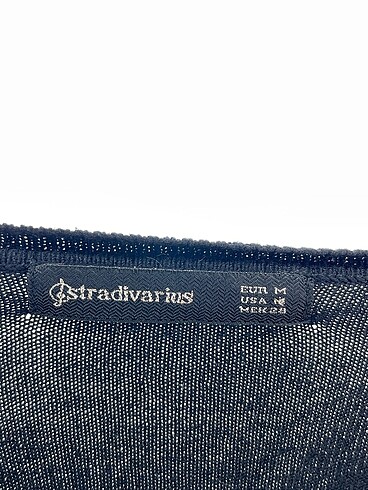 stradivarius
EUR M
USA M
MEX 28